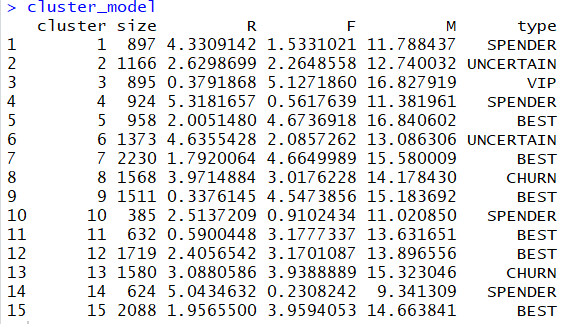 > cluster_model
cluster size R F M type
1 1 897 4.3309142 1.5331021 11.788437 SPENDER
2 2 1166 2.6298699 2.2648558 12.740032 UNCERTAIN
3 3 895 0.3791868 5.1271860 16.827919 VIP
4 4 924 5.3181657 0.5617639 11.381961 SPENDER
5 5 958 2.0051480 4.6736918 16.840602 BEST
6 6 1373 4.6355428 2.0857262 13.086306 UNCERTAIN
7 7 2230 1.7920064 4.6649989 15.580009 BEST
8 8 1568 3.9714884 3.0176228 14.178430 CHURN
9 9 1511 0.3376145 4.5473856 15.183692 BEST
10 10 385 2.5137209 0.9102434 11.020850 SPENDER
11 11 632 0.5900448 3.1777337 13.631651 BEST
12 12 1719 2.4056542 3.1701087 13.896556 BEST
13 13 1580 3.0880586 3.9388889 15.323046 CHURN
14 14 624 5.0434632 0.2308242 9.341309 SPENDER
15 15 2088 1.9565500 3.9594053 14.663841 BEST